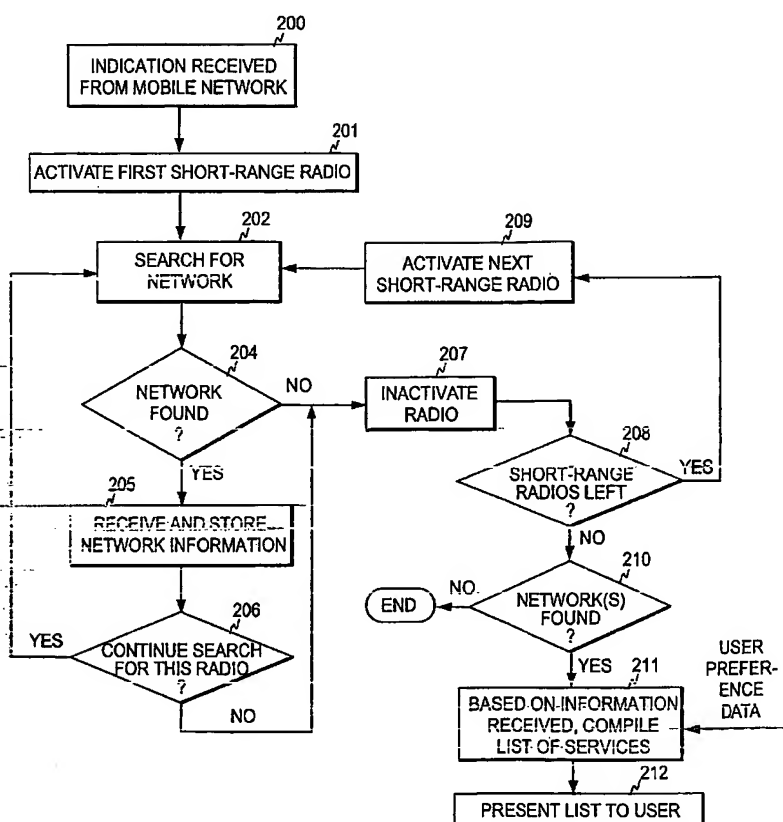 200
INDICATION RECEIVED
FROM MOBILE NETWORK
201
ACTIVATE FIRST SHORT-RANGE RADIO
202
SEARCH FOR
NETWORK
209
ACTIVATE NEXT
SHORT-RANGE RADIO
204
NETWORK
FOUND
?
NO
YES
207
INACTIVATE
RADIO
208
SHORT-RANGE
RADIOS LEFT
?
YES
NO
205
RECEIVE AND STORE
NETWORK INFORMATION
206
CONTINUE SEARCH
FOR THIS RADIO
?
YES
NO
210
NETWORK(S)
FOUND
?
NO
END
YES
211
BASED ON INFORMATION
RECEIVED, COMPILE
LIST OF SERVICES
USER
PREFER-
ENCE
DATA
212
PRESENT LIST TO USER